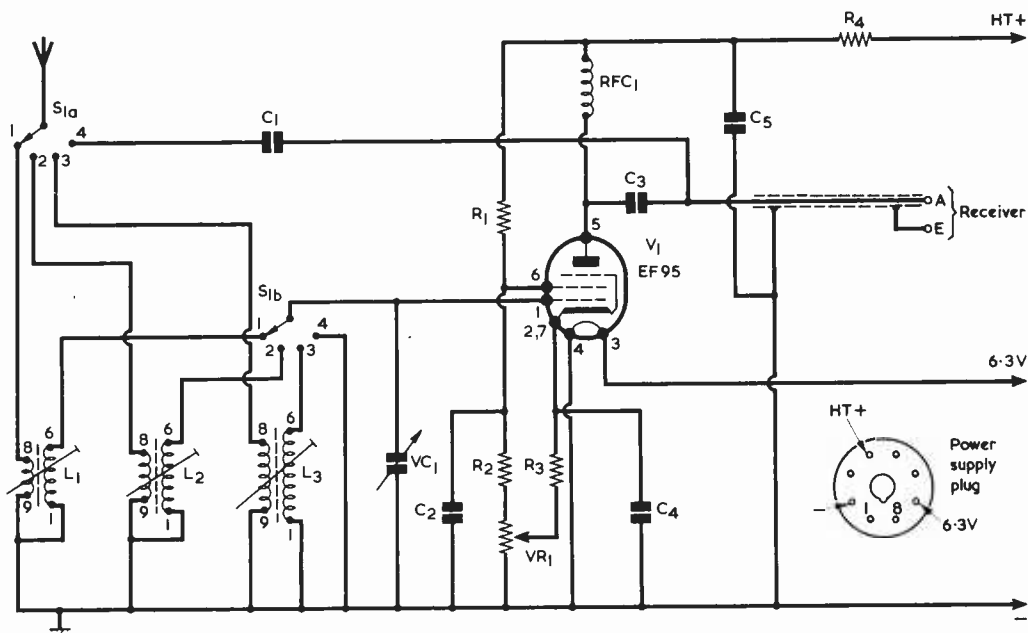 R4
HT+
RFC1
S1a
1
2
3
4
C1
C5
C3
A
E
Receiver
R1
5
V1
EF95
6
1
2,7
4
3
S1b
1
2
3
4
6·3V
8
6
L1
9
1
8
6
L2
9
1
8
6
L3
9
1
VC1
C2
R2
R3
C4
VR1
HT+
Power
supply
plug
–
1
8
6·3V
–